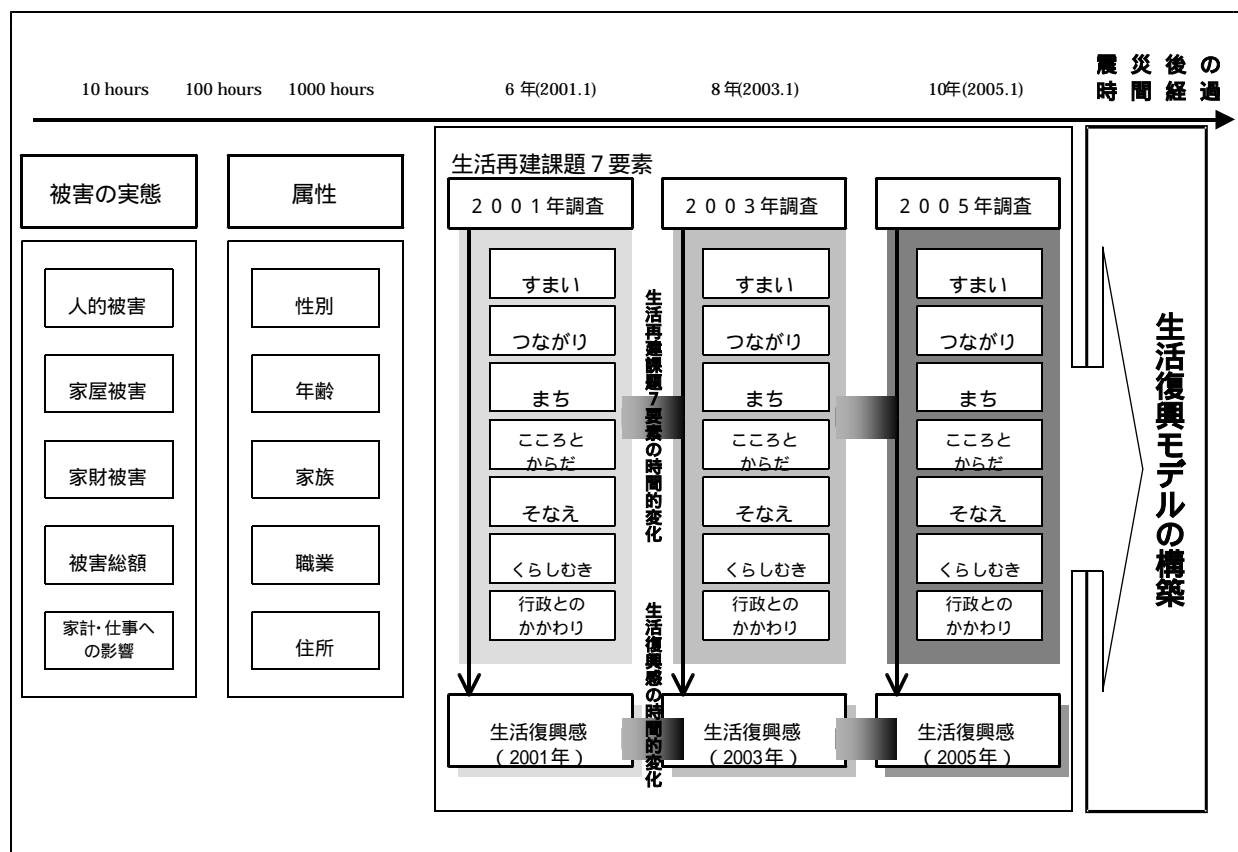 震災後の
時間経過
10 hours
100 hours
1000 hours
6年(2001.1)
8年(2003.1)
10年(2005.1)
被害の実態
人的被害
家屋被害
家財被害
被害総額
家計・仕事へ
の影響
属性
性別
年齢
家族
職業
住所
生活再建課題７要素
２００１年調査
すまい
つながり
まち
こころと
からだ
そなえ
くらしむき
行政との
かかわり
生活復興感
（2001年）
生活再建課題７要素の時間的変化
生活復興感の時間的変化
２００３年調査
すまい
つながり
まち
こころと
からだ
そなえ
くらしむき
行政との
かかわり
生活復興感
（2003年）
２００５年調査
すまい
つながり
まち
こころと
からだ
そなえ
くらしむき
行政との
かかわり
生活復興感
（2005年）
生活復興モデルの構築